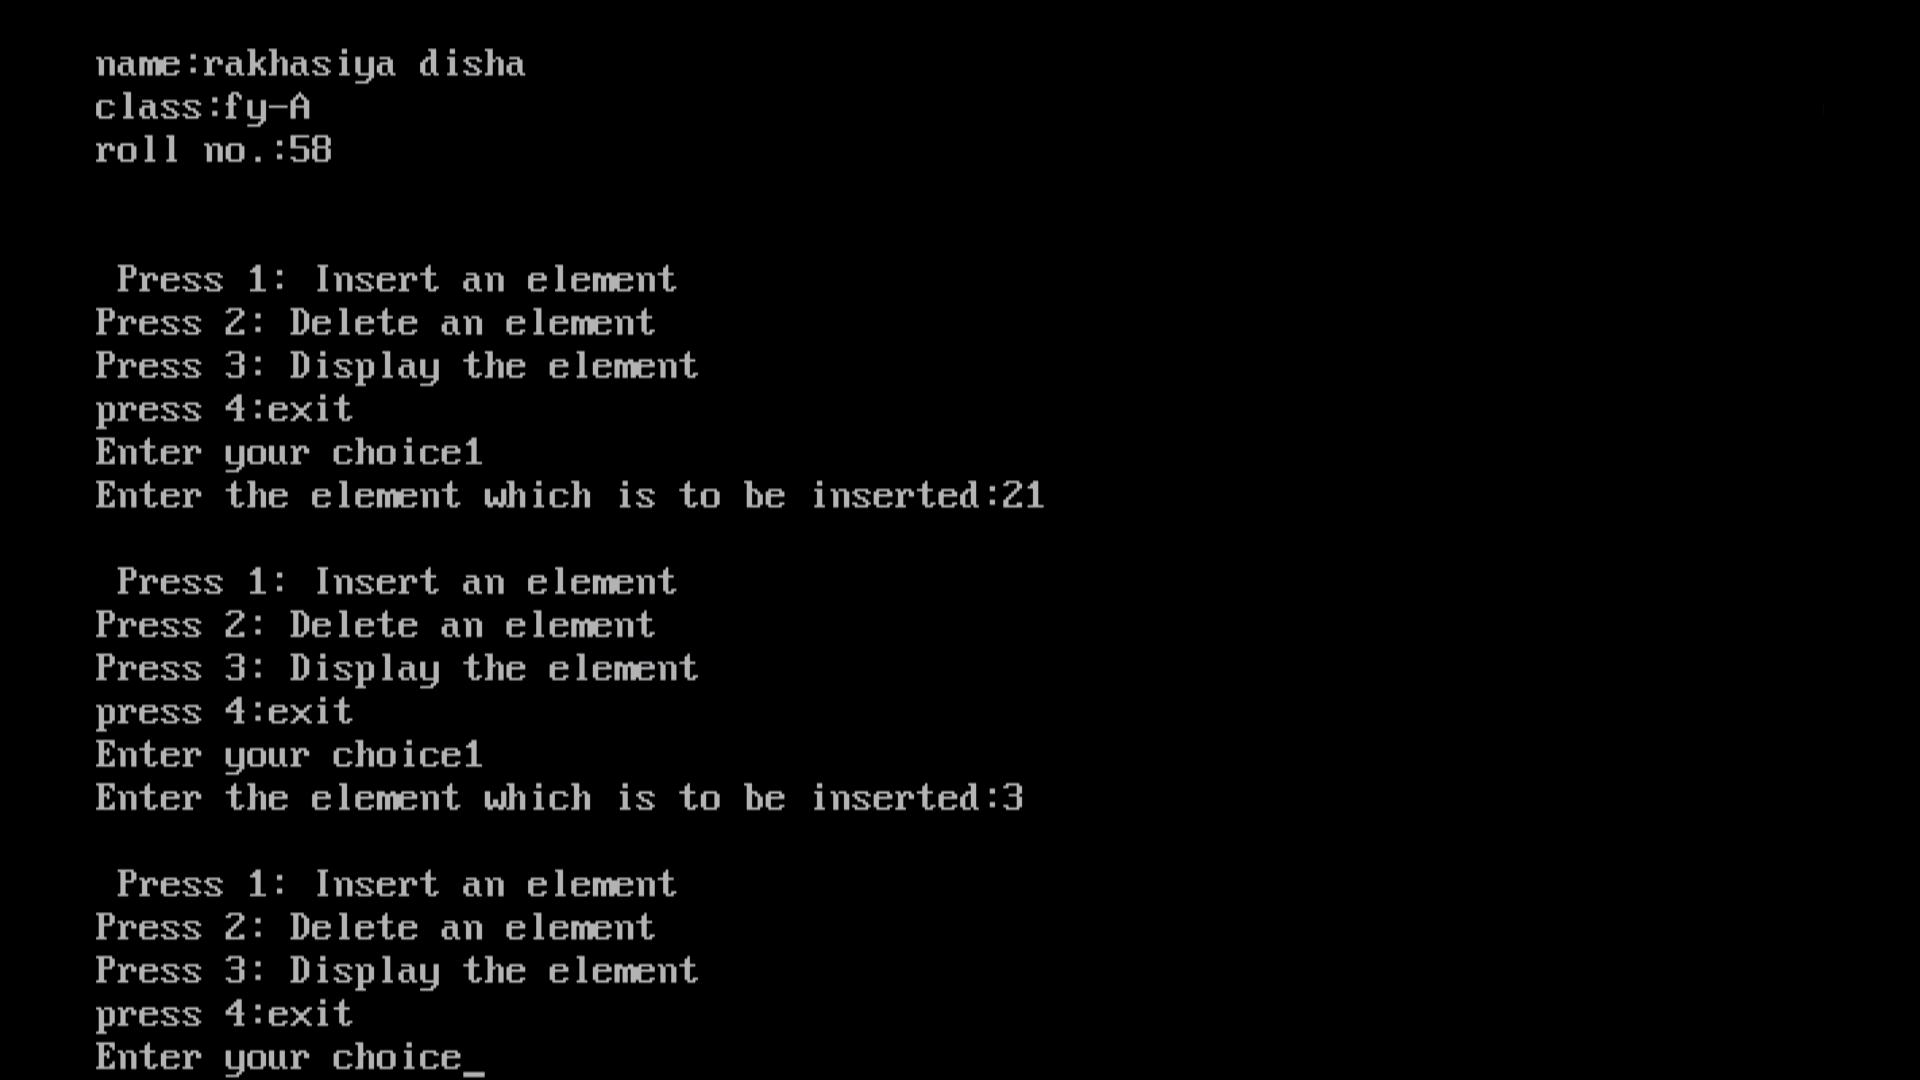 name:rakhasiya disha
class:fy-A
roll no.:58
Press 1: Insert an element
Press 2: Delete an element
Press 3: Display the element
press 4:exit
Enter your choice1
Enter the element which is to be inserted:21
Press 1: Insert an element
Press 2: Delete an element
Press 3: Display the element
press 4:exit
Enter your choice1
Enter the element which is to be inserted:3
Press 1: Insert an element
Press 2: Delete an element
Press 3: Display the element
press 4:exit
Enter your choice_